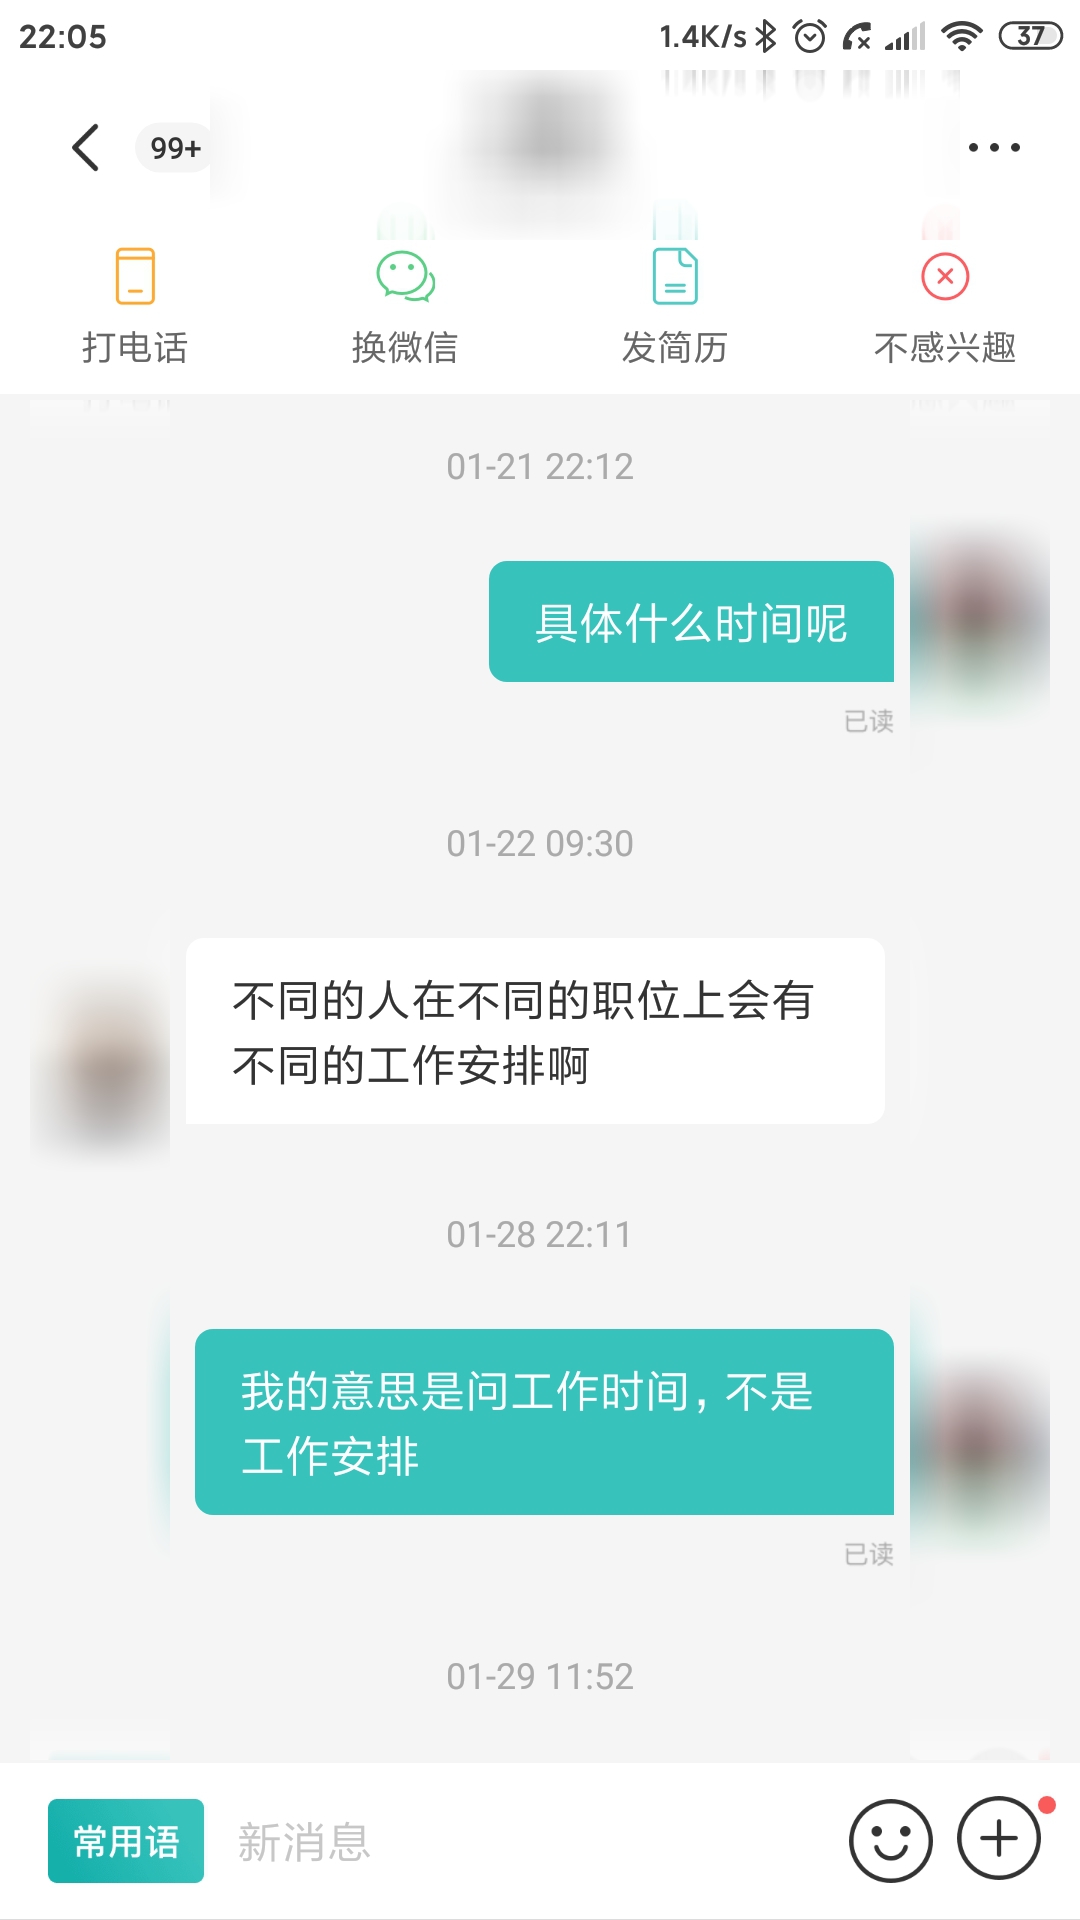 22:05 1.4K/s 37
99+
打电话 换微信 发简历 不感兴趣
01-21 22:12
具体什么时间呢
已读
01-22 09:30
不同的人在不同的职位上会有
不同的工作安排啊
01-28 22:11
我的意思是问工作时间，不是
工作安排
已读
01-29 11:52
常用语 新消息